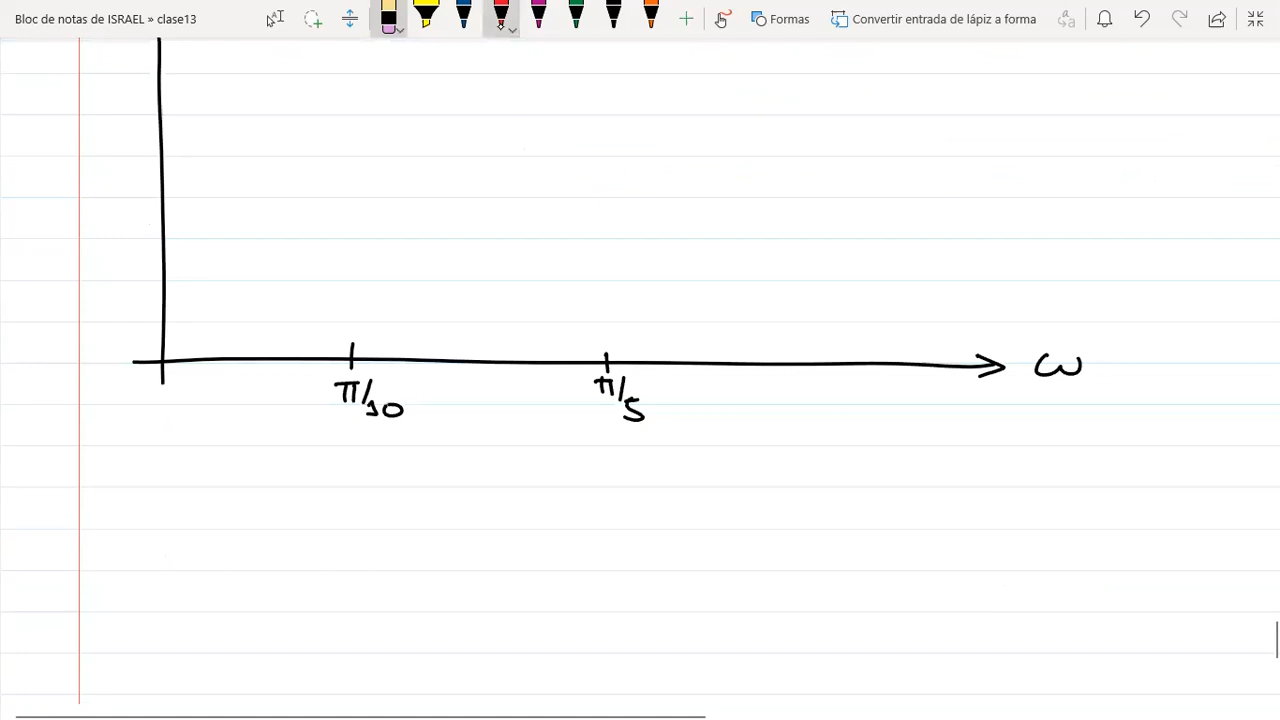 Bloc de notas de ISRAEL » clase13
Formas
Convertir entrada de lápiz a forma
ω
π/10
π/5